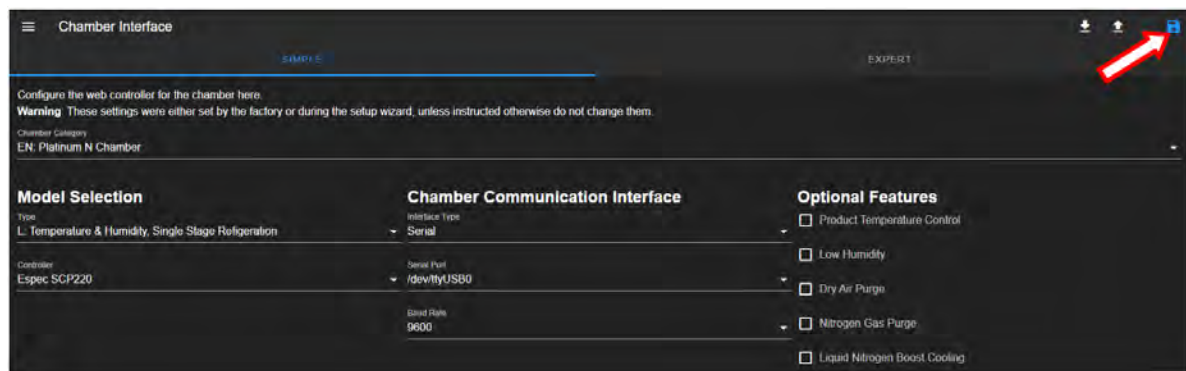 Chamber Interface
SIMPLE
EXPERT
Configure the web controller for the chamber here.
Warning: These settings were either set by the factory or during the setup wizard, unless instructed otherwise do not change them.
Chamber Category
EN: Platinum N Chamber
Model Selection
Type
L: Temperature & Humidity, Single Stage Refigeration
Controller
Espec SCP220
Chamber Communication Interface
Interface Type
Serial
Serial Port
/dev/ttyUSB0
Baud Rate
9600
Optional Features
Product Temperature Control
Low Humidity
Dry Air Purge
Nitrogen Gas Purge
Liquid Nitrogen Boost Cooling